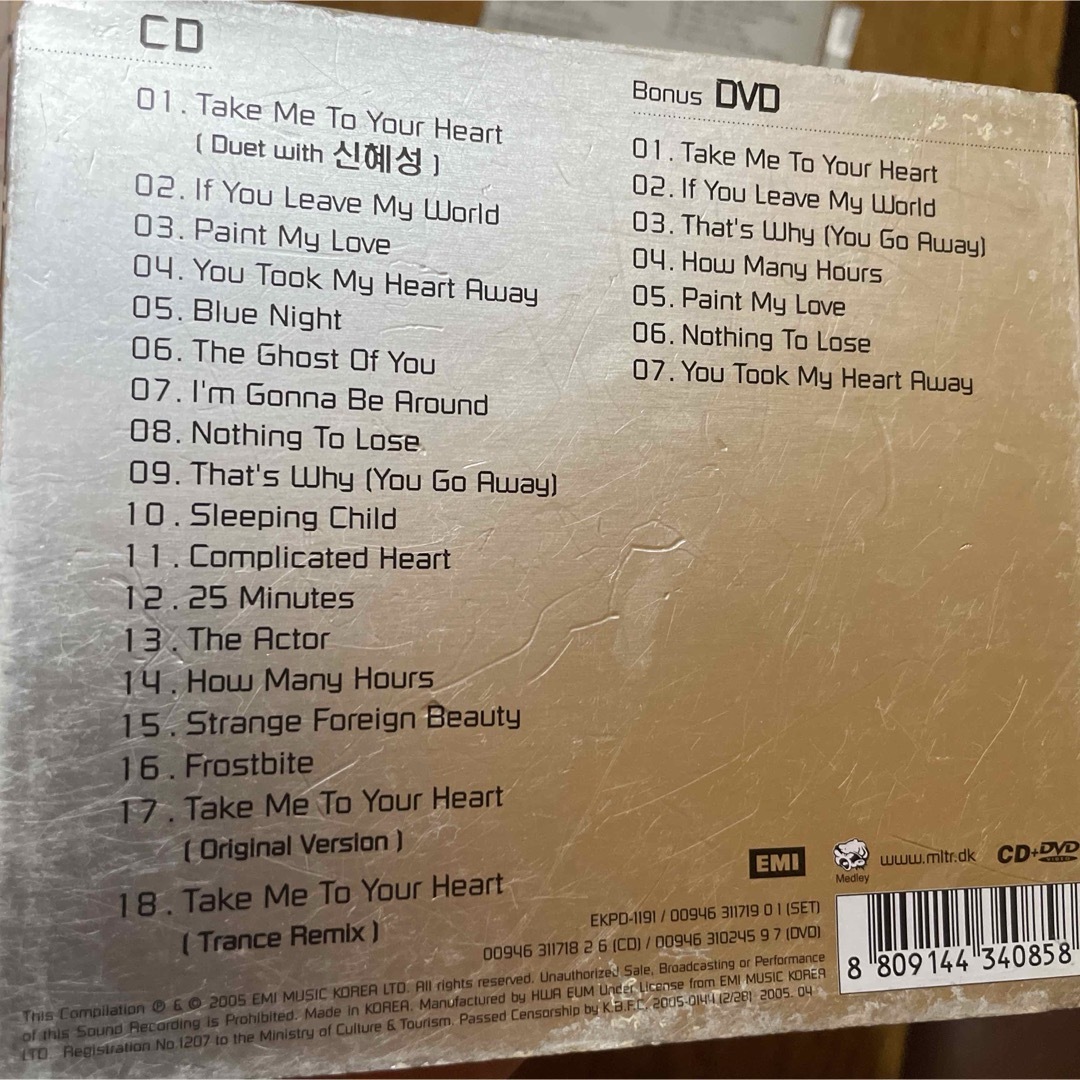 CD
01. Take Me To Your Heart
( Duet with 신혜성 )
02. If You Leave My World
03. Paint My Love
04. You Took My Heart Away
05. Blue Night
06. The Ghost Of You
07. I'm Gonna Be Around
08. Nothing To Lose
09. That's Why (You Go Away)
10. Sleeping Child
11. Complicated Heart
12. 25 Minutes
13. The Actor
14. How Many Hours
15. Strange Foreign Beauty
16. Frostbite
17. Take Me To Your Heart
( Original Version )
18. Take Me To Your Heart
( Trance Remix )
Bonus DVD
01. Take Me To Your Heart
02. If You Leave My World
03. That's Why (You Go Away)
04. How Many Hours
05. Paint My Love
06. Nothing To Lose
07. You Took My Heart Away
EMI
Medley
www.mltr.dk
CD+DVD
VIDEO
EKPD-1191 / 00946 311719 0 1 (SET)
00946 311718 2 6 (CD) / 00946 310245 9 7 (DVD)
8 809144 340858
This Compilation ℗ & © 2005 EMI MUSIC KOREA LTD. All rights reserved. Unauthorized Sale, Broadcasting or Performance
of this Sound Recording is Prohibited. Made in KOREA. Manufactured by HWA EUM Under License from EMI MUSIC KOREA
LTD Registration No.1207 to the Ministry of Culture & Tourism. Passed Censorship by K.B.F.C. 2005-0144 (2/28). 2005. 04